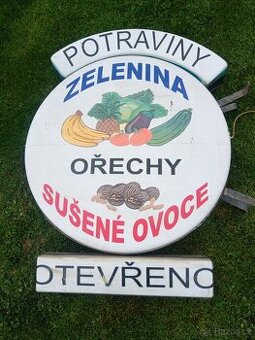 POTRAVINY
ZELENINA
OŘECHY
SUŠENÉ OVOCE
OTEVŘENO